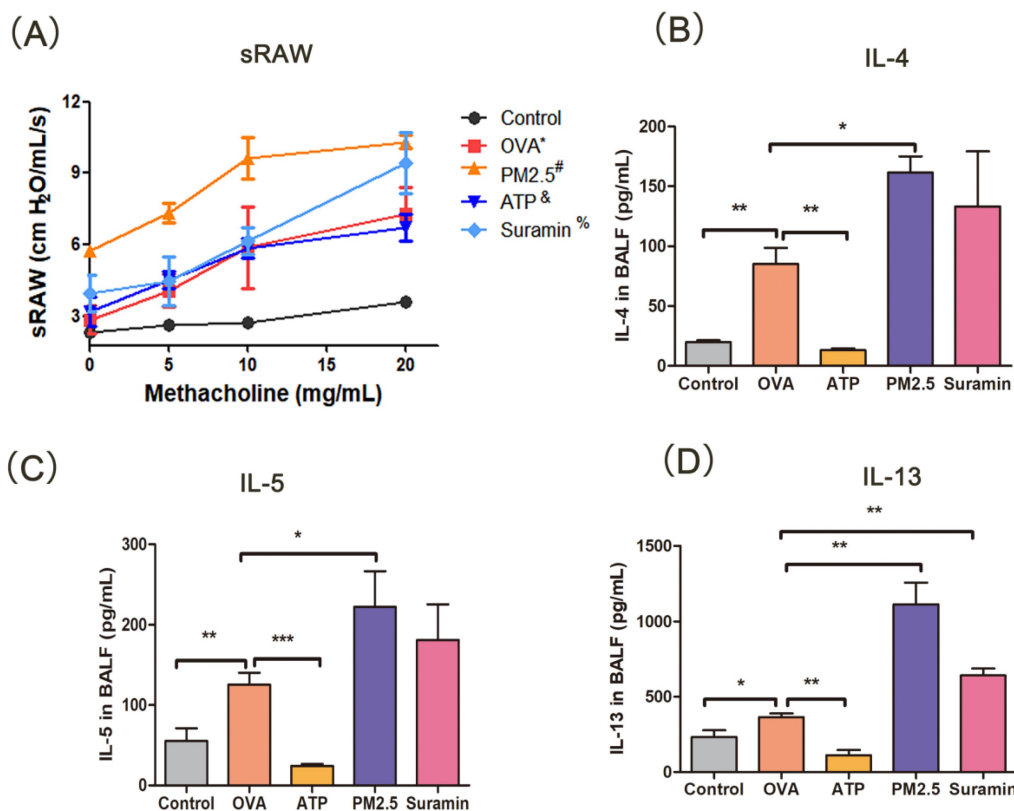 (A)
sRAW
sRAW (cm H₂O/mL/s)
12
9
6
3
0
5
10
15
20
Methacholine (mg/mL)
Control
OVA*
PM2.5#
ATP &
Suramin %
(B)
IL-4
IL-4 in BALF (pg/mL)
200
150
100
50
0
*
**
**
Control OVA ATP PM2.5 Suramin
(C)
IL-5
IL-5 in BALF (pg/mL)
300
200
100
0
*
**
***
Control OVA ATP PM2.5 Suramin
(D)
IL-13
IL-13 in BALF (pg/mL)
1500
1000
500
0
**
**
*
**
Control OVA ATP PM2.5 Suramin